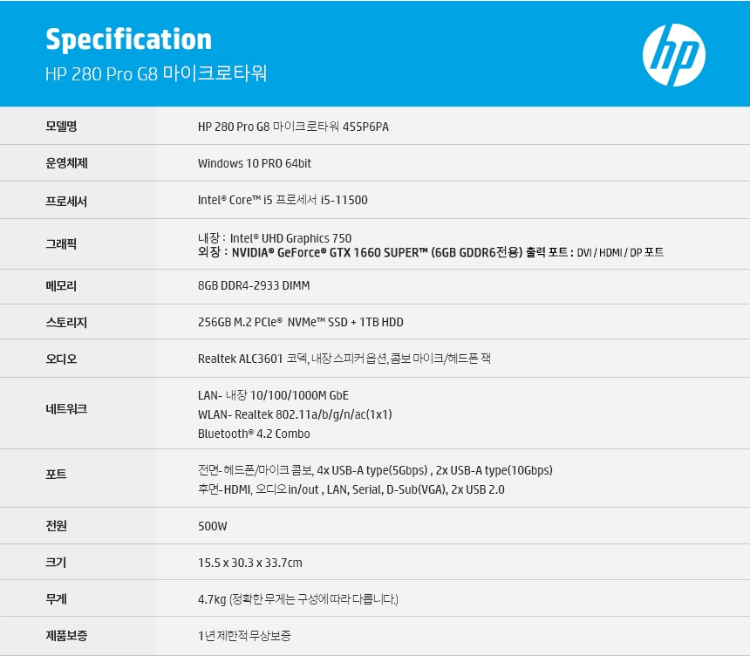 Specification
HP 280 Pro G8 마이크로타워
hp
모델명 HP 280 Pro G8 마이크로타워 455P6PA
운영체제 Windows 10 PRO 64bit
프로세서 Intel® Core™ i5 프로세서 i5-11500
그래픽 내장 : Intel® UHD Graphics 750
외장 : NVIDIA® GeForce® GTX 1660 SUPER™ (6GB GDDR6전용) 출력 포트 : DVI / HDMI / DP 포트
메모리 8GB DDR4-2933 DIMM
스토리지 256GB M.2 PCIe® NVMe™ SSD + 1TB HDD
오디오 Realtek ALC3601 코덱, 내장 스피커 옵션, 콤보 마이크/헤드폰 잭
네트워크 LAN- 내장 10/100/1000M GbE
WLAN- Realtek 802.11a/b/g/n/ac(1x1)
Bluetooth® 4.2 Combo
포트 전면- 헤드폰/마이크 콤보, 4x USB-A type(5Gbps) , 2x USB-A type(10Gbps)
후면-HDMI, 오디오 in/out , LAN, Serial, D-Sub(VGA), 2x USB 2.0
전원 500W
크기 15.5 x 30.3 x 33.7cm
무게 4.7kg (정확한 무게는 구성에 따라 다릅니다.)
제품보증 1년 제한적 무상보증